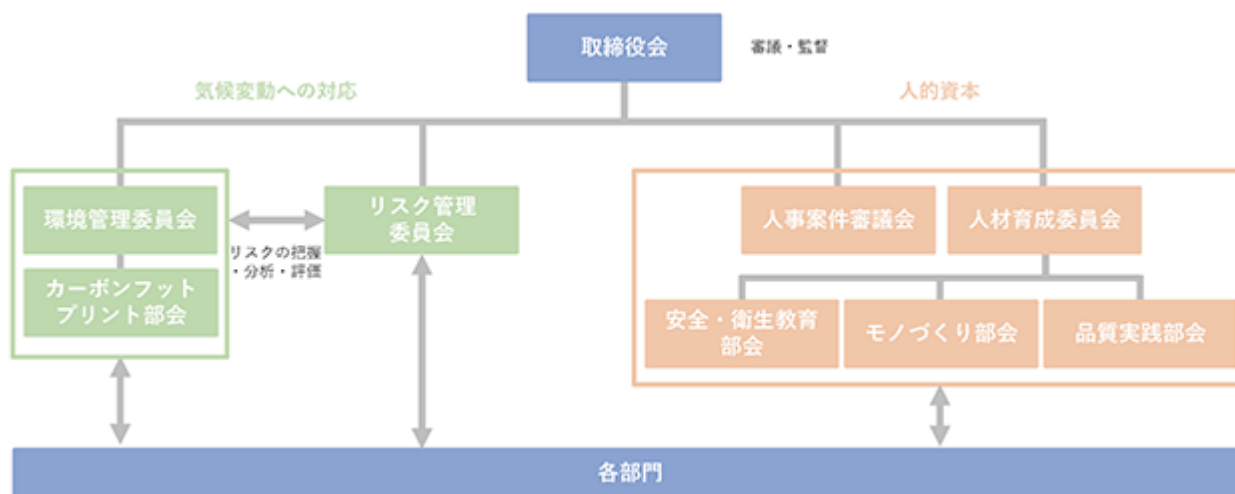 取締役会
審議・監督
気候変動への対応
人的資本
環境管理委員会
リスク管理
委員会
人事案件審議会
人材育成委員会
リスクの把握
・分析・評価
カーボンフット
プリント部会
安全・衛生教育
部会
モノづくり部会
品質実践部会
各部門